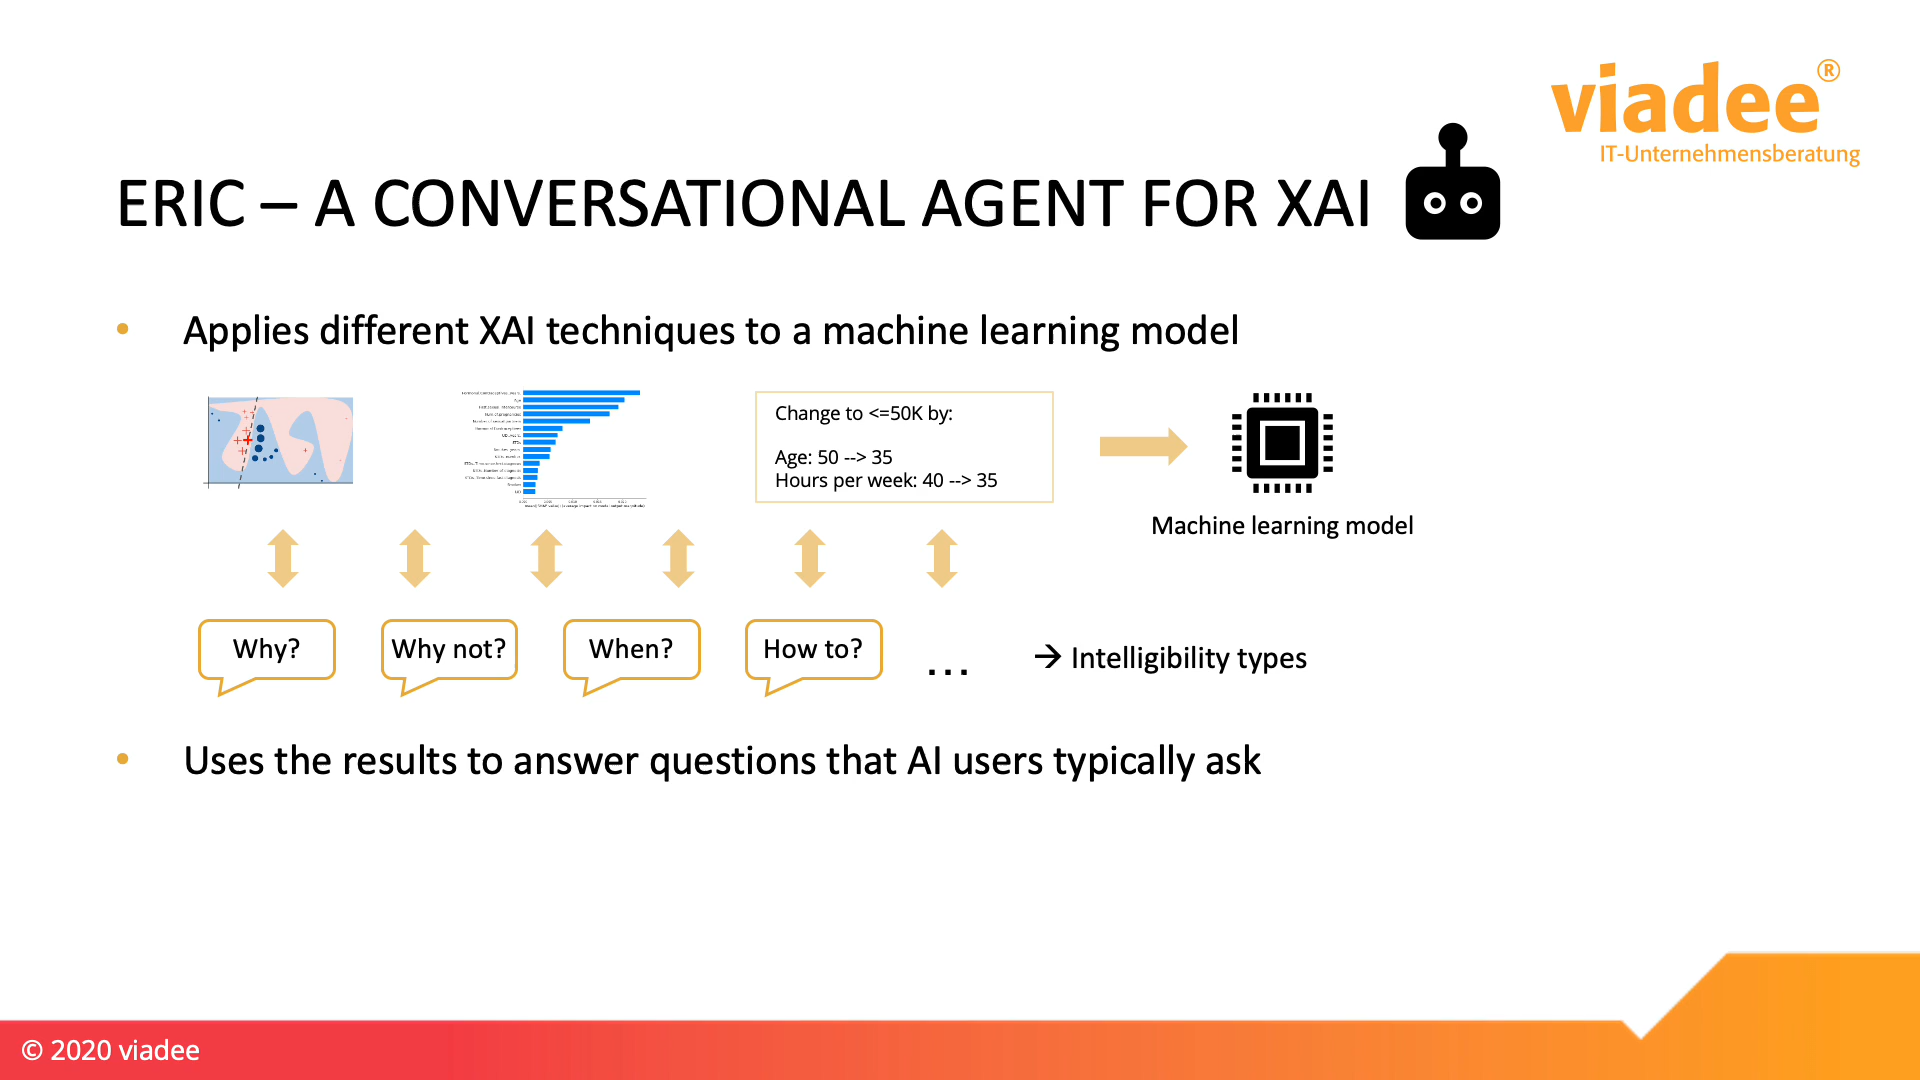 viadee®
IT-Unternehmensberatung
ERIC – A CONVERSATIONAL AGENT FOR XAI
• Applies different XAI techniques to a machine learning model
Age
Change to <=50K by:
Age: 50 --> 35
Hours per week: 40 --> 35
Machine learning model
Why?
Why not?
When?
How to?
...
→ Intelligibility types
• Uses the results to answer questions that AI users typically ask
© 2020 viadee